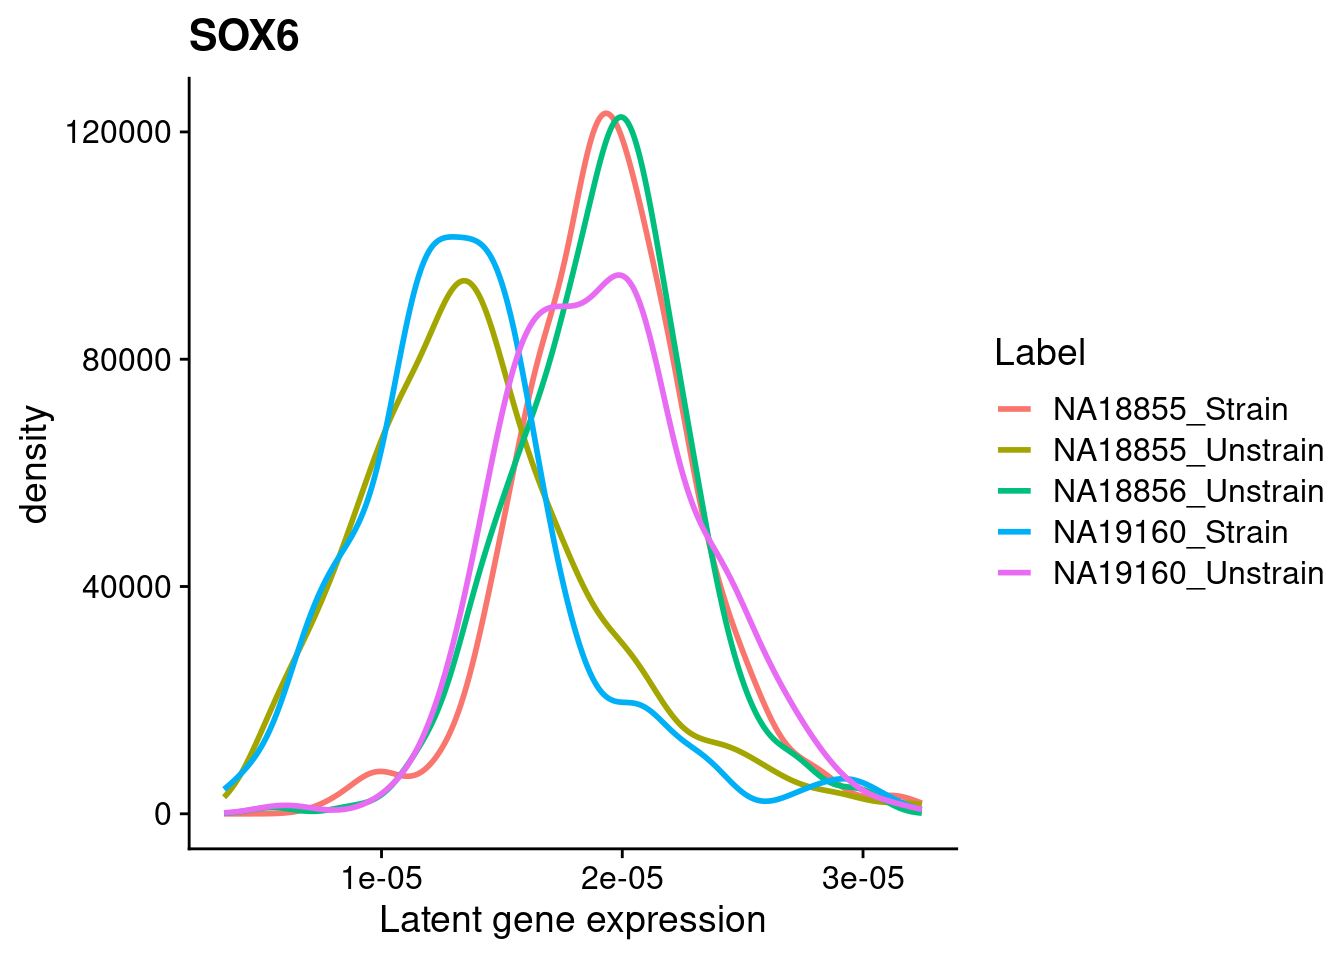 SOX6
120000
80000
40000
0
density
1e-05
2e-05
3e-05
Latent gene expression
Label
NA18855_Strain
NA18855_Unstrain
NA18856_Unstrain
NA19160_Strain
NA19160_Unstrain